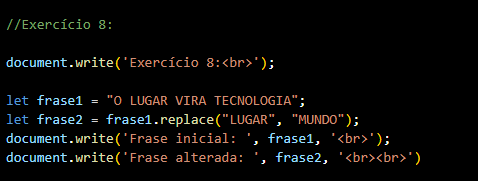 //Exercício 8:
document.write('Exercício 8:<br>');
let frase1 = "O LUGAR VIRA TECNOLOGIA";
let frase2 = frase1.replace("LUGAR", "MUNDO");
document.write('Frase inicial: ', frase1, '<br>');
document.write('Frase alterada: ', frase2, '<br><br>')